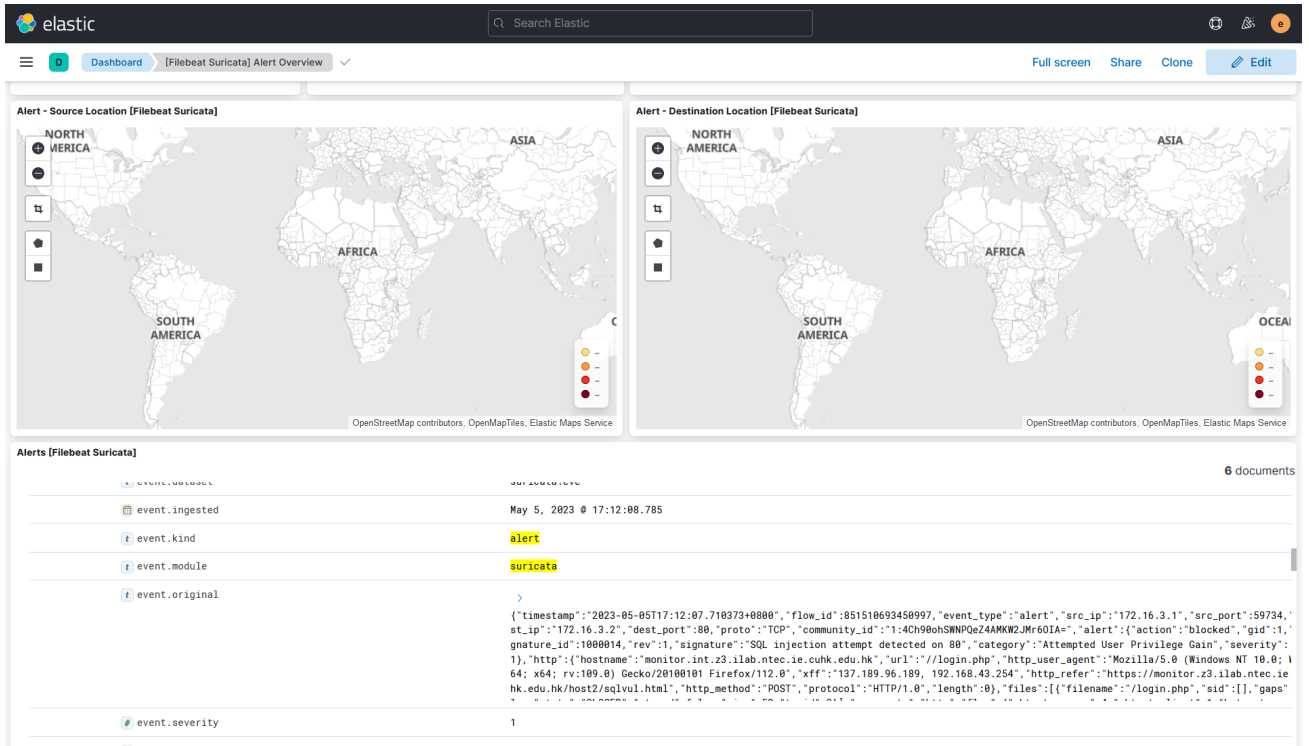 elastic
Search Elastic
e
D
Dashboard
[Filebeat Suricata] Alert Overview
Full screen
Share
Clone
Edit
Alert - Source Location [Filebeat Suricata]
NORTH
MERICA
ASIA
AFRICA
SOUTH
AMERICA
OpenStreetMap contributors, OpenMapTiles, Elastic Maps Service
Alert - Destination Location [Filebeat Suricata]
NORTH
AMERICA
ASIA
AFRICA
SOUTH
AMERICA
OCEA
OpenStreetMap contributors, OpenMapTiles, Elastic Maps Service
Alerts [Filebeat Suricata]
6 documents
t event.dataset suricata.eve
event.ingested May 5, 2023 @ 17:12:08.785
t event.kind alert
t event.module suricata
t event.original
{"timestamp":"2023-05-05T17:12:07.710373+0800","flow_id":851510693450997,"event_type":"alert","src_ip":"172.16.3.1","src_port":59734,"
st_ip":"172.16.3.2","dest_port":80,"proto":"TCP","community_id":"1:4Ch90ohSWNPQeZ4AMKW2JMr6OIA=","alert":{"action":"blocked","gid":1,"
gnature_id":1000014,"rev":1,"signature":"SQL injection attempt detected on 80","category":"Attempted User Privilege Gain","severity":
1},"http":{"hostname":"monitor.int.z3.ilab.ntec.ie.cuhk.edu.hk","url":"//login.php","http_user_agent":"Mozilla/5.0 (Windows NT 10.0; W
64; x64; rv:109.0) Gecko/20100101 Firefox/112.0","xff":"137.189.96.189, 192.168.43.254","http_refer":"https://monitor.z3.ilab.ntec.ie
hk.edu.hk/host2/sqlvul.html","http_method":"POST","protocol":"HTTP/1.0","length":0},"files":[{"filename":"/login.php","sid":[],"gaps"
# event.severity 1